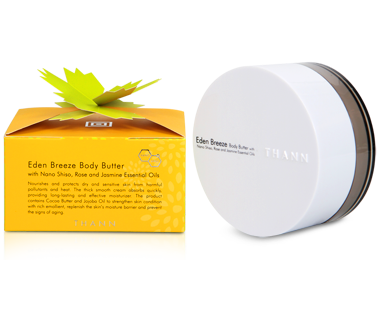 Eden Breeze Body Butter
with Nano Shiso, Rose and Jasmine Essential Oils
Nourishes and protects dry and sensitive skin from harmful
pollutants and heat. The thick smooth cream absorbs quickly,
providing long-lasting and effective moisturiser. The product
contains Cocoa Butter and Jojoba Oil to strengthen skin condition
with rich emollient, replenish the skin's moisture barrier and prevent
the signs of aging.
THANN
Eden Breeze Body Butter with
Nano Shiso, Rose and Jasmine Essential Oils
THANN